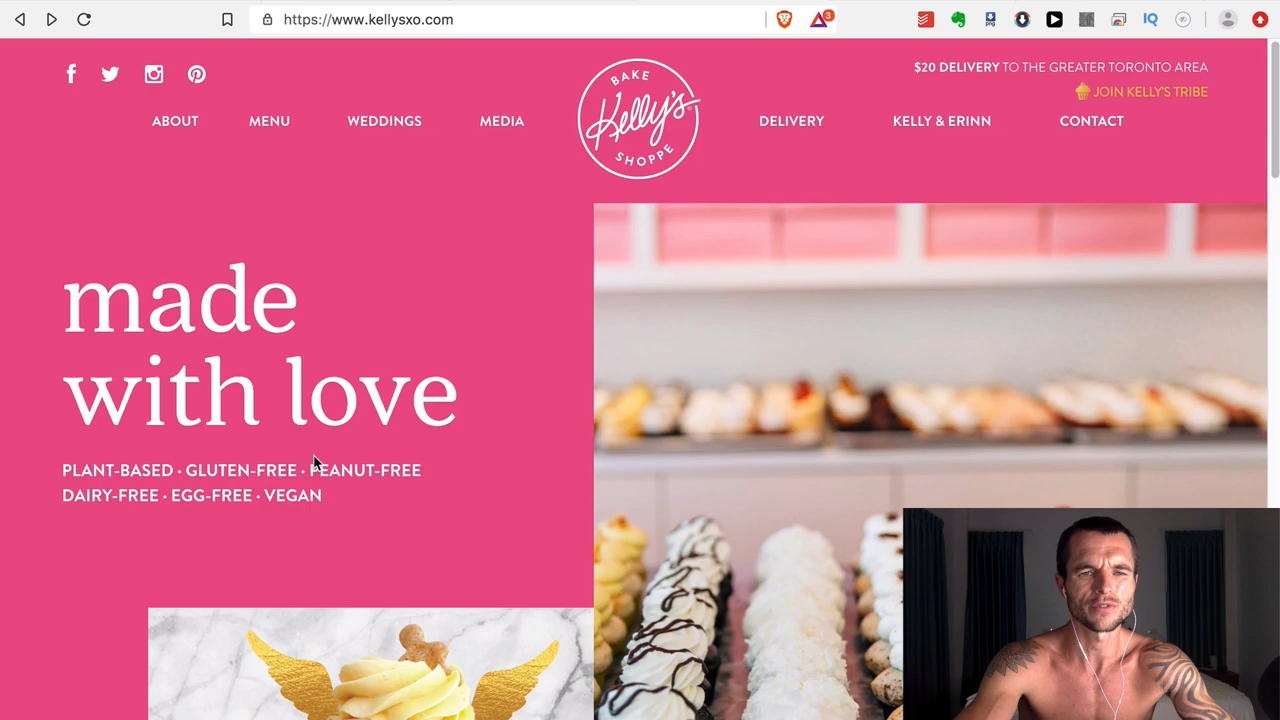 https://www.kellysxo.com
3
IQ
$20 DELIVERY TO THE GREATER TORONTO AREA
JOIN KELLY'S TRIBE
ABOUT
MENU
WEDDINGS
MEDIA
BAKE
Kelly's
SHOPPE
DELIVERY
KELLY & ERINN
CONTACT
made
with love
PLANT-BASED · GLUTEN-FREE · PEANUT-FREE
DAIRY-FREE · EGG-FREE · VEGAN